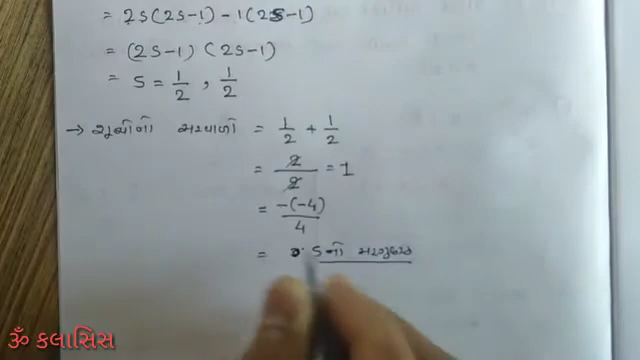 = 2s(2s-1) - 1(2s-1)
= (2s-1) (2s-1)
= s = 1/2 , 1/2
→ શૂન્યોનો સરવાળો = 1/2 + 1/2
= 2/2 = 1
= -(-4)/4
= sનો સહગુણક
ૐ કલાસિસ